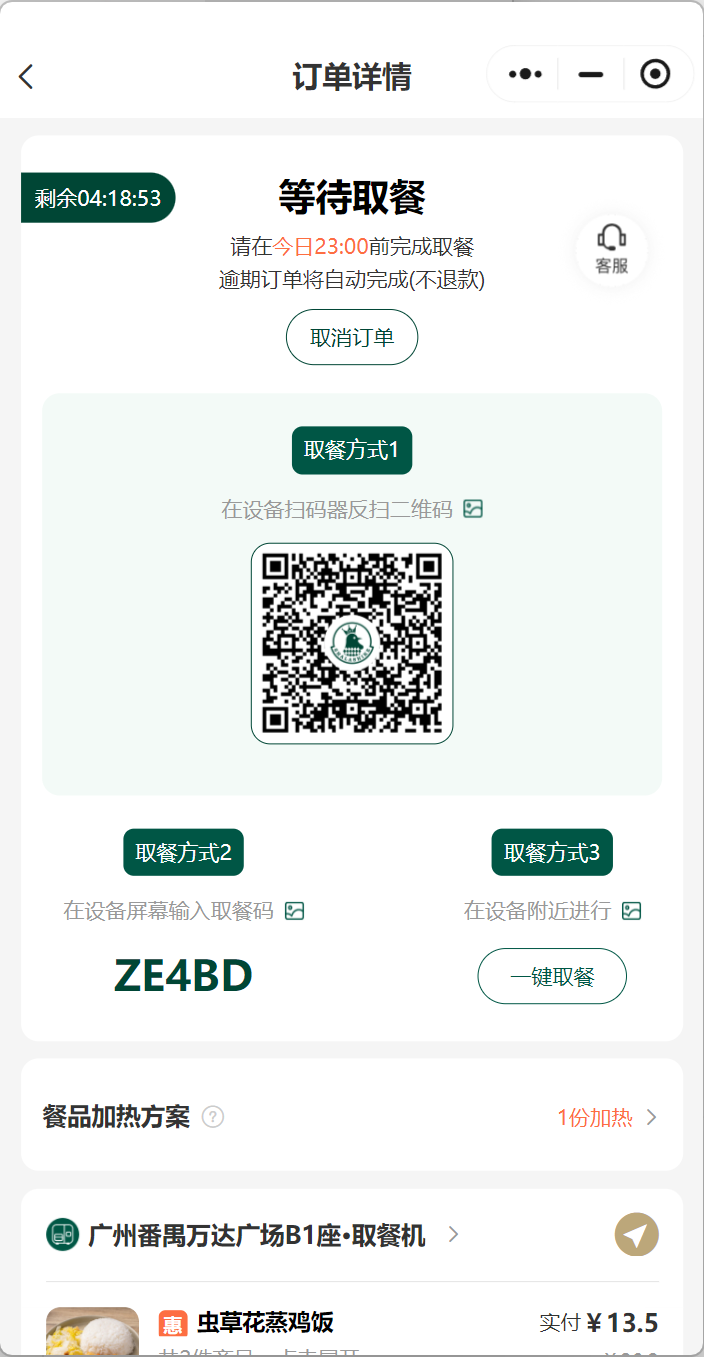 订单详情
剩余04:18:53
等待取餐
请在今日23:00前完成取餐
逾期订单将自动完成(不退款)
客服
取消订单
取餐方式1
在设备扫码器反扫二维码
取餐方式2
取餐方式3
在设备屏幕输入取餐码
在设备附近进行
ZE4BD
一键取餐
餐品加热方案
1份加热
广州番禺万达广场B1座•取餐机
惠 虫草花蒸鸡饭
实付 ¥13.5